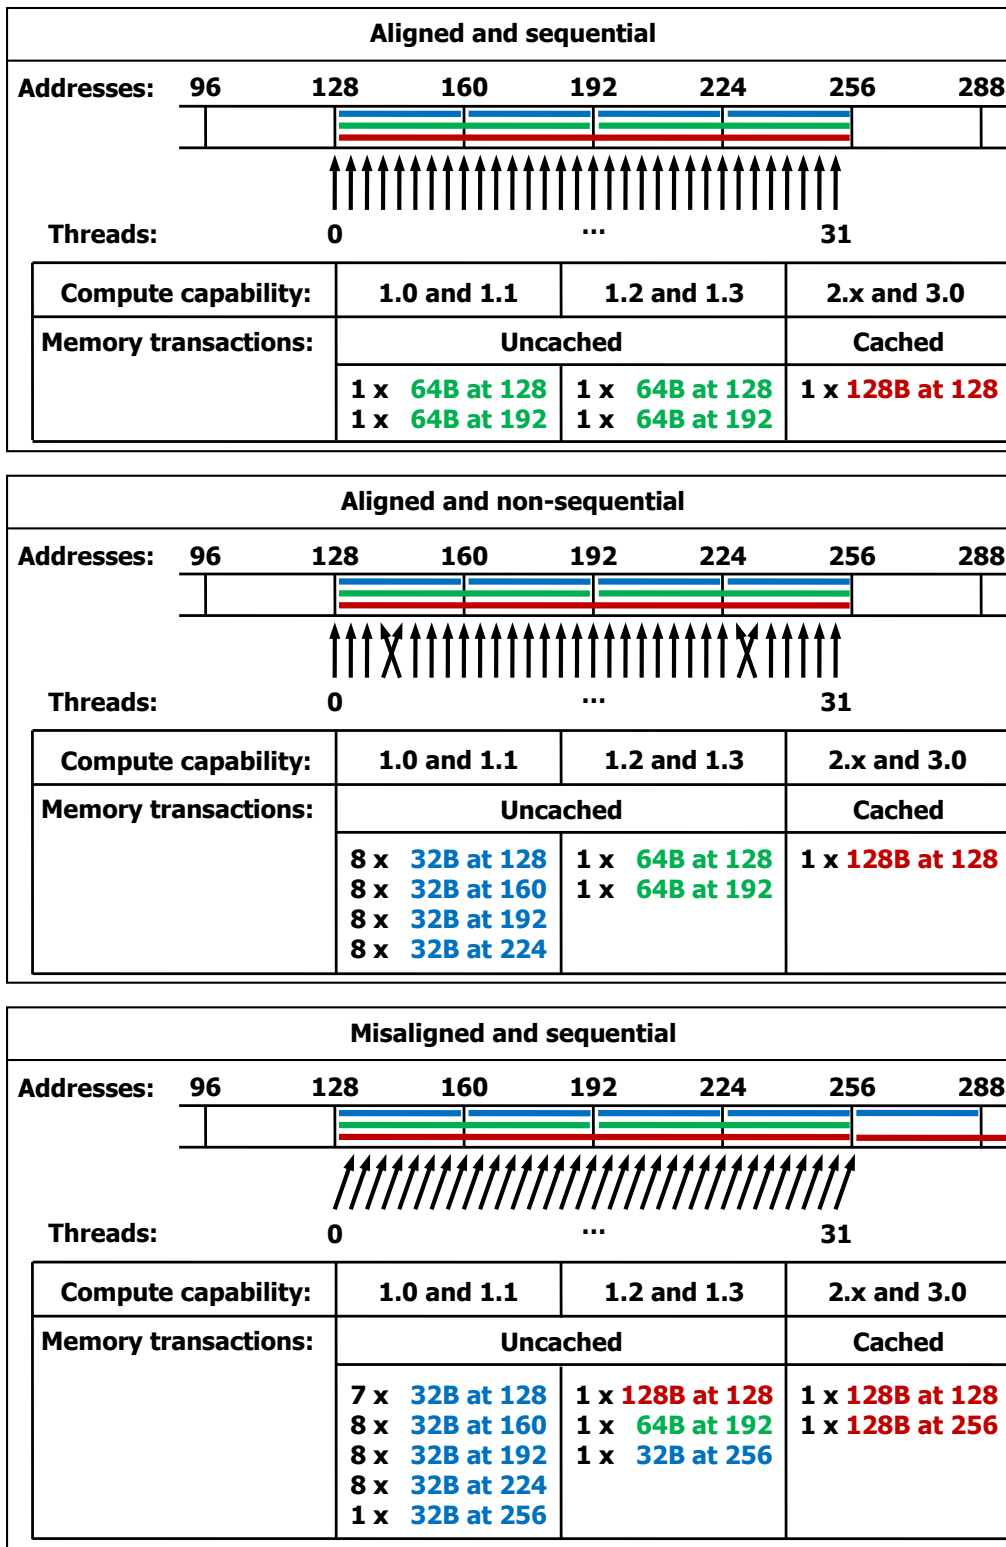 Aligned and sequential
Addresses: 96 128 160 192 224 256 288
Threads: 0 ... 31
Compute capability: 1.0 and 1.1 1.2 and 1.3 2.x and 3.0
Memory transactions: Uncached Cached
1 x 64B at 128 1 x 64B at 128 1 x 128B at 128
1 x 64B at 192 1 x 64B at 192
Aligned and non-sequential
Addresses: 96 128 160 192 224 256 288
Threads: 0 ... 31
Compute capability: 1.0 and 1.1 1.2 and 1.3 2.x and 3.0
Memory transactions: Uncached Cached
8 x 32B at 128 1 x 64B at 128 1 x 128B at 128
8 x 32B at 160 1 x 64B at 192
8 x 32B at 192
8 x 32B at 224
Misaligned and sequential
Addresses: 96 128 160 192 224 256 288
Threads: 0 ... 31
Compute capability: 1.0 and 1.1 1.2 and 1.3 2.x and 3.0
Memory transactions: Uncached Cached
7 x 32B at 128 1 x 128B at 128 1 x 128B at 128
8 x 32B at 160 1 x 64B at 192 1 x 128B at 256
8 x 32B at 192 1 x 32B at 256
8 x 32B at 224
1 x 32B at 256